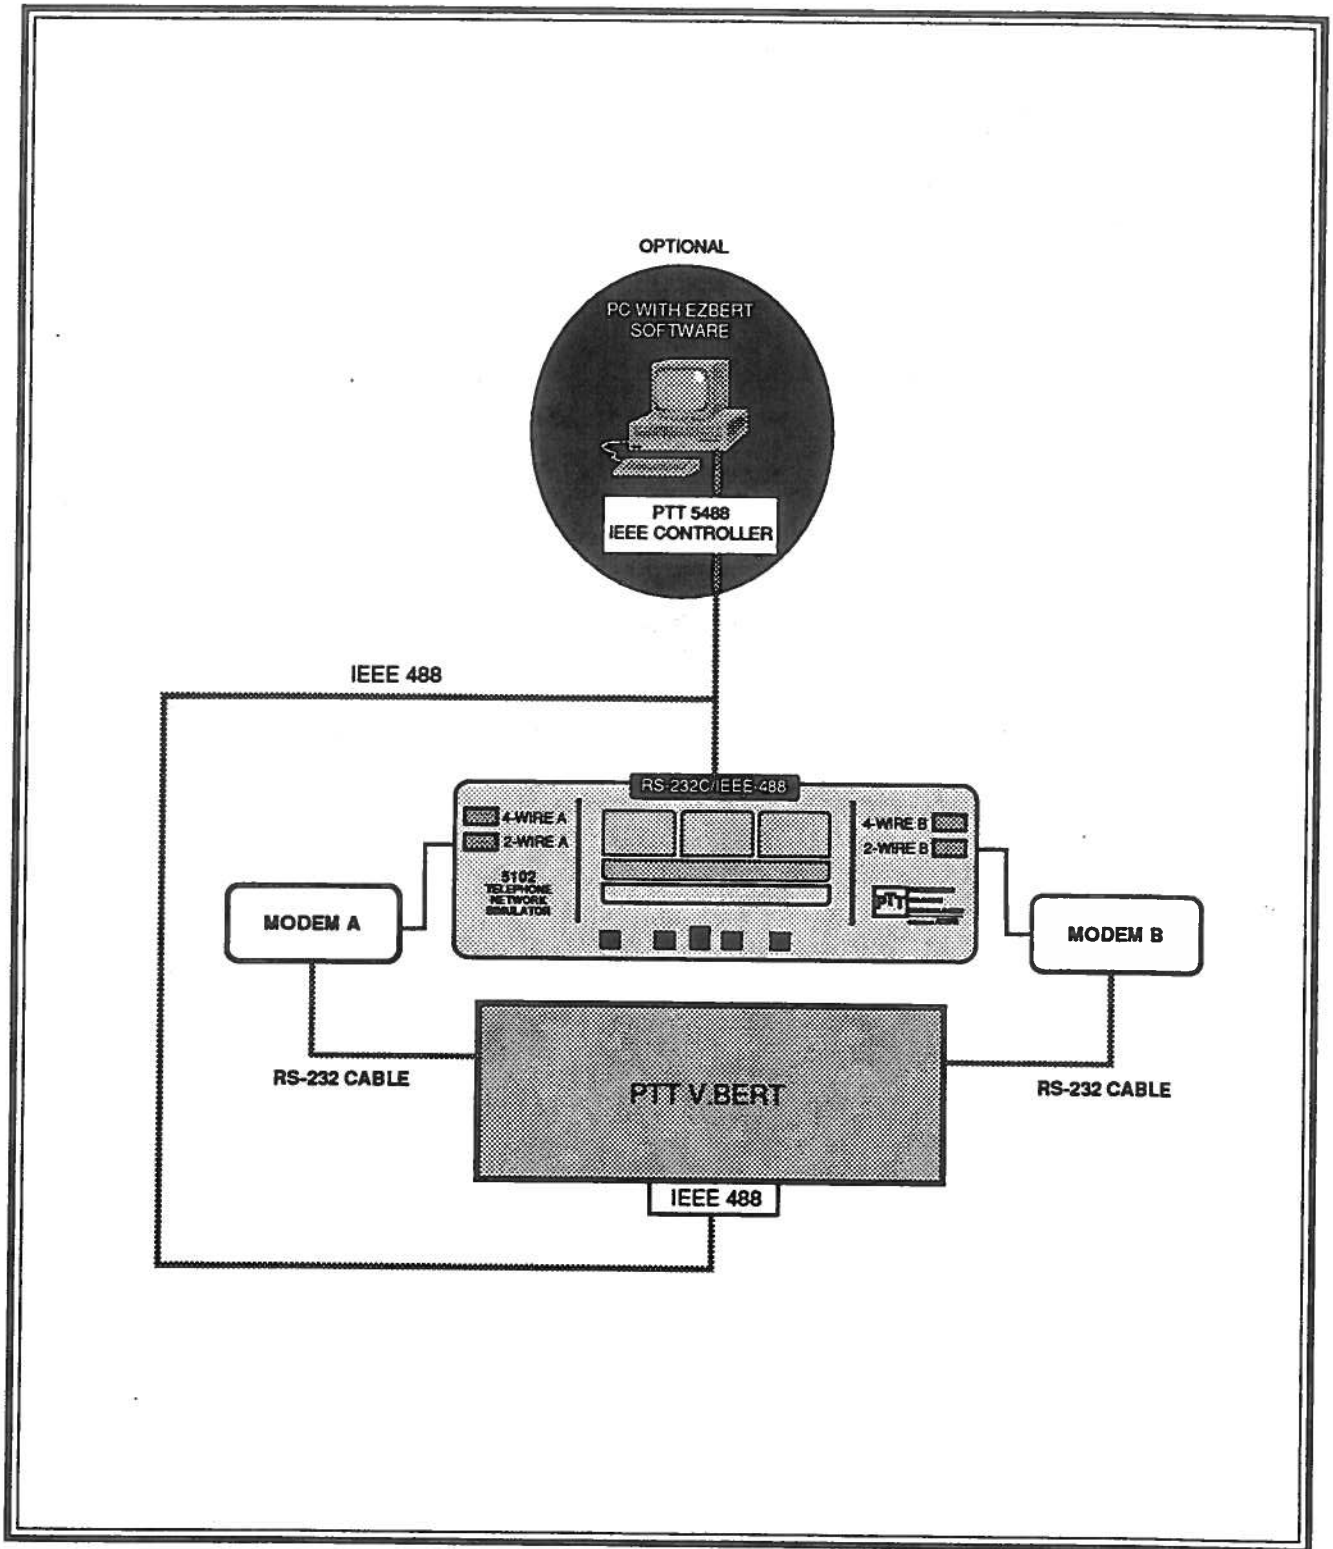 OPTIONAL
PC WITH EZBERT
SOFTWARE
PTT 5488
IEEE CONTROLLER
IEEE 488
RS-232C/IEEE-488
4-WIRE A
2-WIRE A
4-WIRE B
2-WIRE B
5102
TELEPHONE
NETWORK
SIMULATOR
PTT
MODEM A
MODEM B
RS-232 CABLE
RS-232 CABLE
PTT V.BERT
IEEE 488